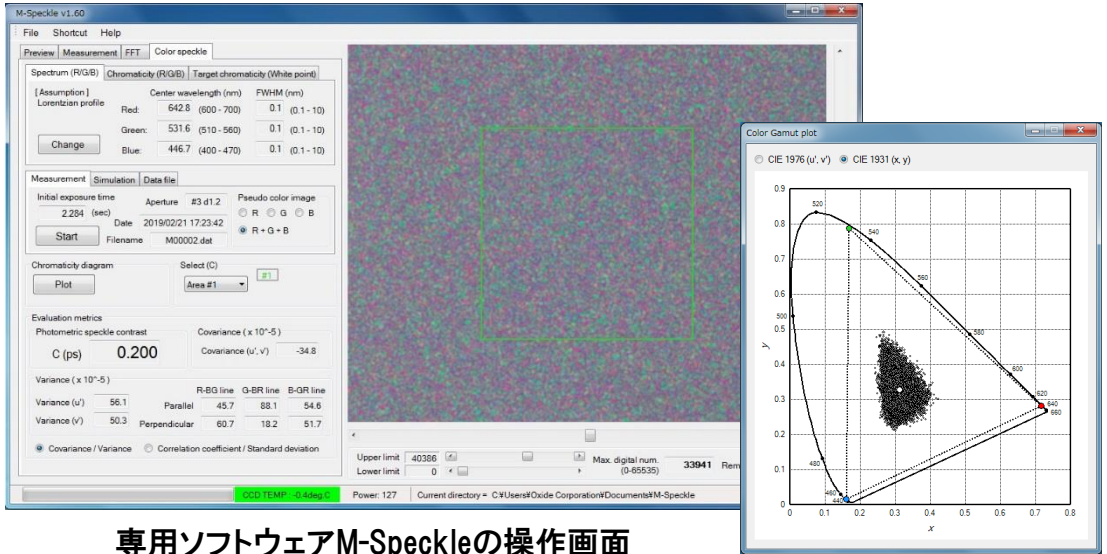 M-Speckle v1.60
File Shortcut Help
Preview Measurement FFT Color speckle
Spectrum (R/G/B) Chromaticity (R/G/B) Target chromaticity (White point)
[Assumption] Center wavelength (nm) FWHM (nm)
Lorentzian profile
Red: 642.8 (600 - 700) 0.1 (0.1 - 10)
Green: 531.6 (510 - 560) 0.1 (0.1 - 10)
Change
Blue: 446.7 (400 - 470) 0.1 (0.1 - 10)
Measurement Simulation Data file
Initial exposure time Aperture #3 d1.2 Pseudo color image
2.284 (sec) R G B
Date 2019/02/21 17:23:42
Start Filename M00002.dat R + G + B
Chromaticity diagram Select (C)
Plot Area #1 #1
Evaluation metrics
Photometric speckle contrast Covariance ( x 10^-5 )
C (ps) 0.200 Covariance (u', v') -34.8
Variance ( x 10^-5 )
R-BG line G-BR line B-GR line
Variance (u') 56.1 Parallel 45.7 88.1 54.6
Variance (v') 50.3 Perpendicular 60.7 18.2 51.7
Covariance / Variance Correlation coefficient / Standard deviation
Upper limit 40386 Max. digital num. 33941 Rem
Lower limit 0 (0-65535)
CCD TEMP : -0.4deg.C Power: 127 Current directory = C:¥Users¥Oxide Corporation¥Documents¥M-Speckle
Color Gamut plot
CIE 1976 (u', v') CIE 1931 (x, y)
0.9
520
0.8
540
0.7
560
0.6
500
580
0.5
y
0.4
600
620
0.3
640
660
0.2
480
0.1
460
440
0
0 0.1 0.2 0.3 0.4 0.5 0.6 0.7 0.8
x
専用ソフトウェアM-Speckleの操作画面